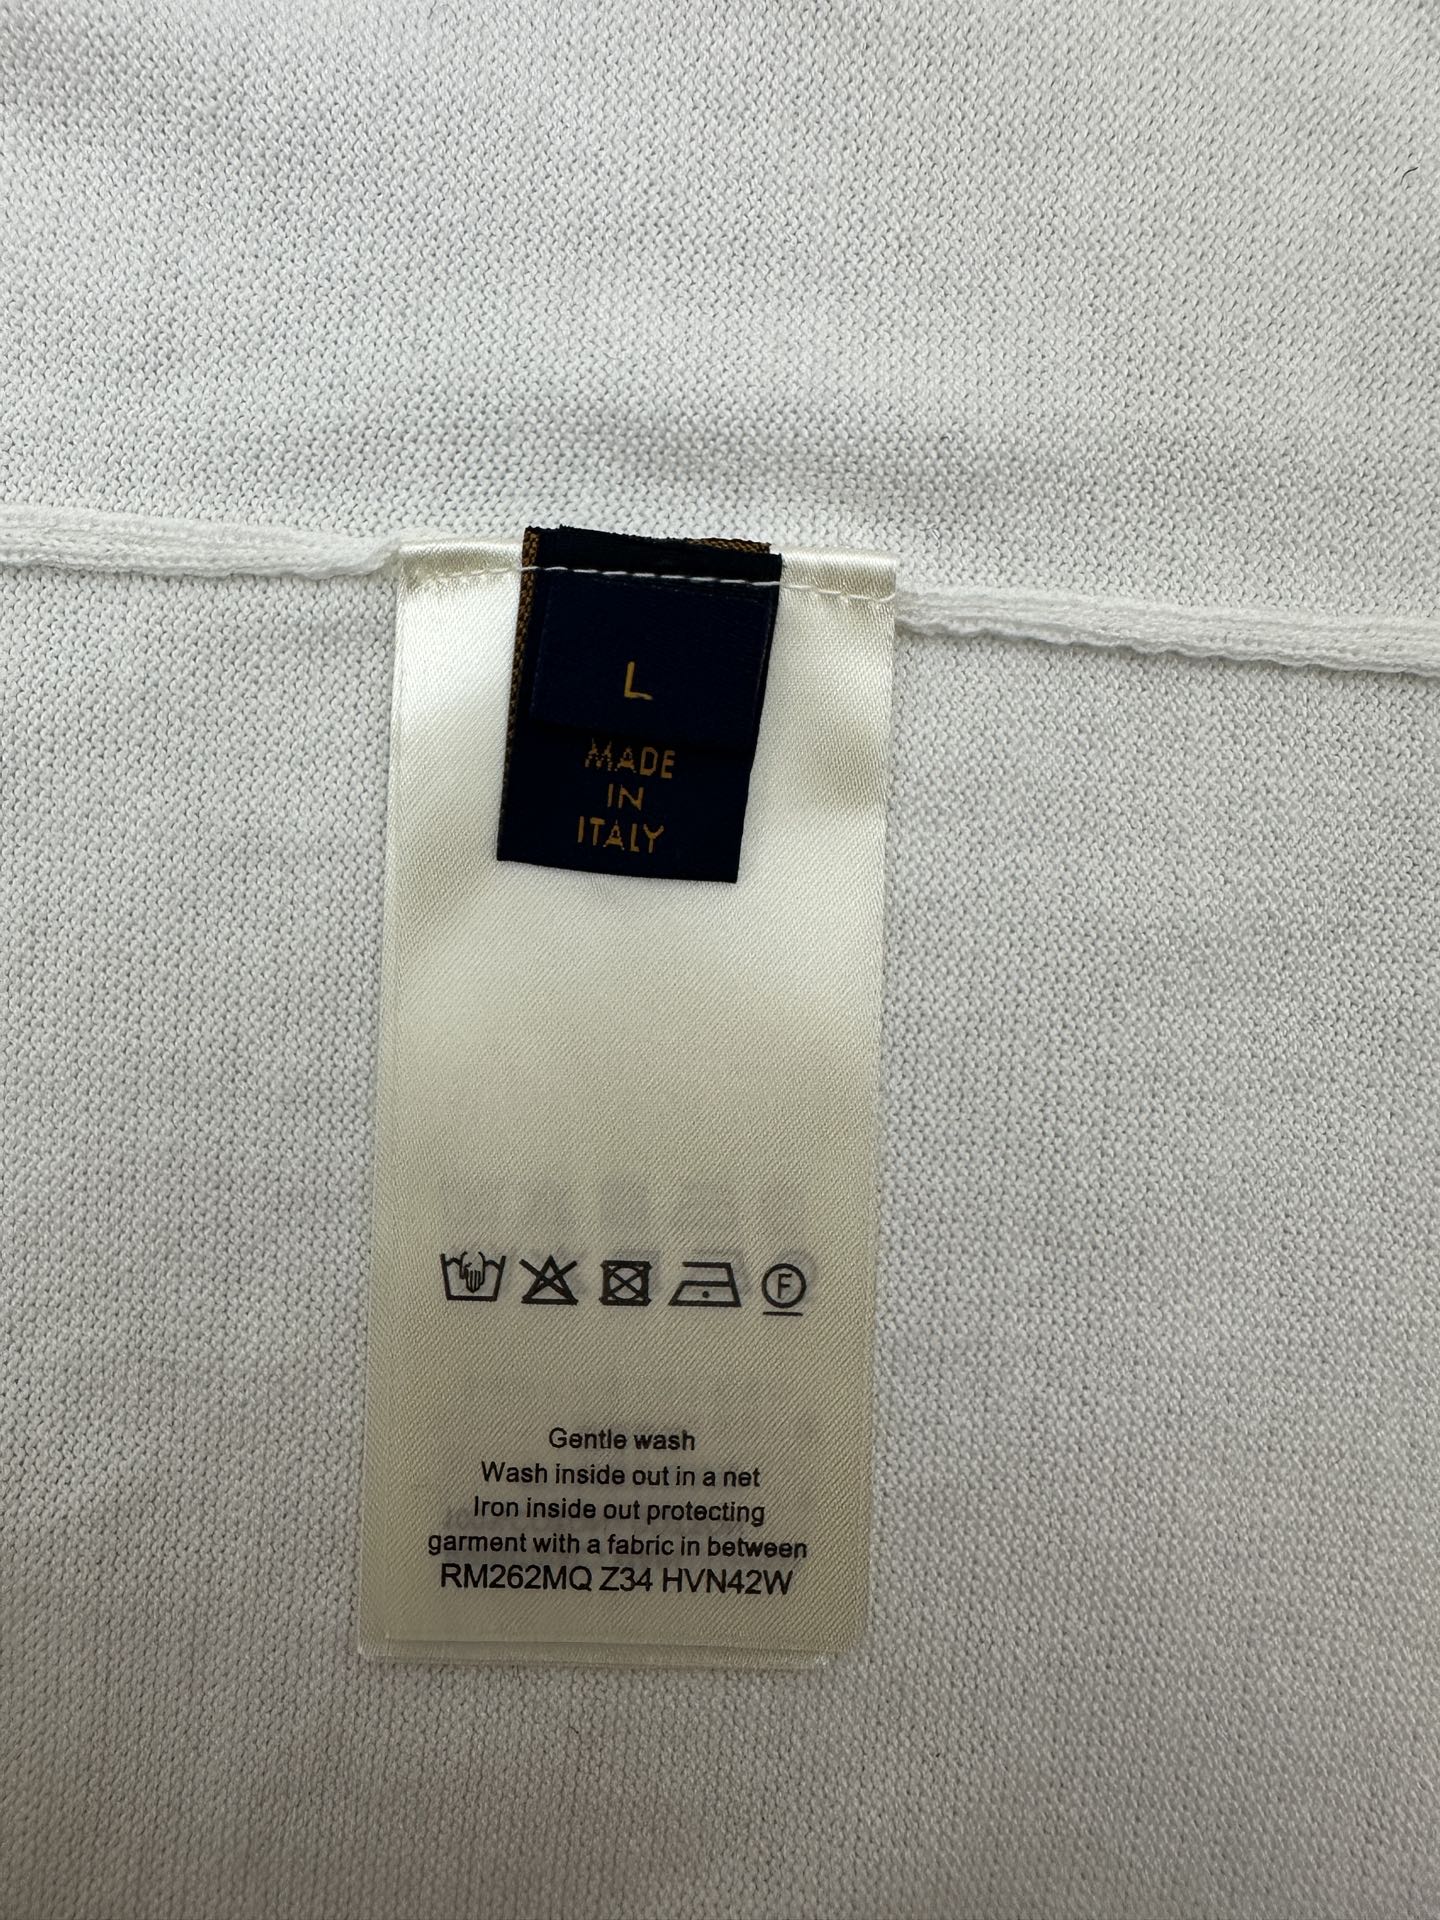 L
MADE
IN
ITALY
F
Gentle wash
Wash inside out in a net
Iron inside out protecting
garment with a fabric in between
RM262MQ Z34 HVN42W